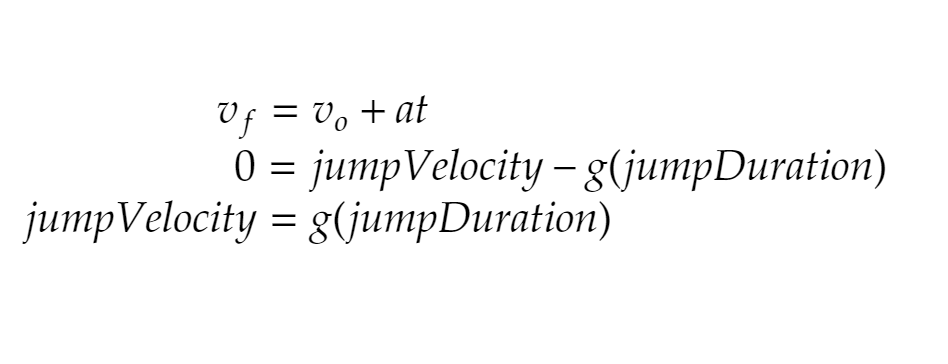 v_f = v_o + at
0 = jumpVelocity − g(jumpDuration)
jumpVelocity = g(jumpDuration)